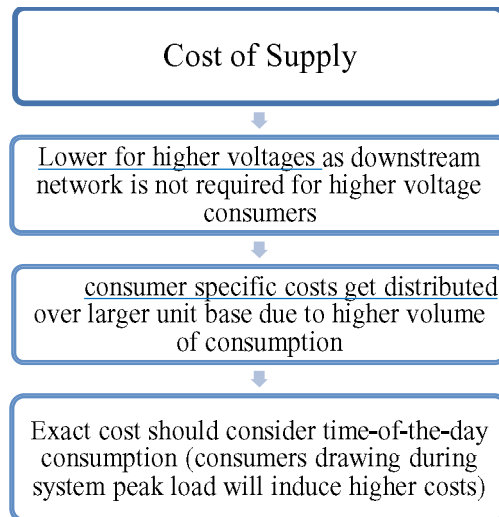 Cost of Supply
Lower for higher voltages as downstream
network is not required for higher voltage
consumers
consumer specific costs get distributed
over larger unit base due to higher volume
of consumption
Exact cost should consider time-of-the-day
consumption (consumers drawing during
system peak load will induce higher costs)